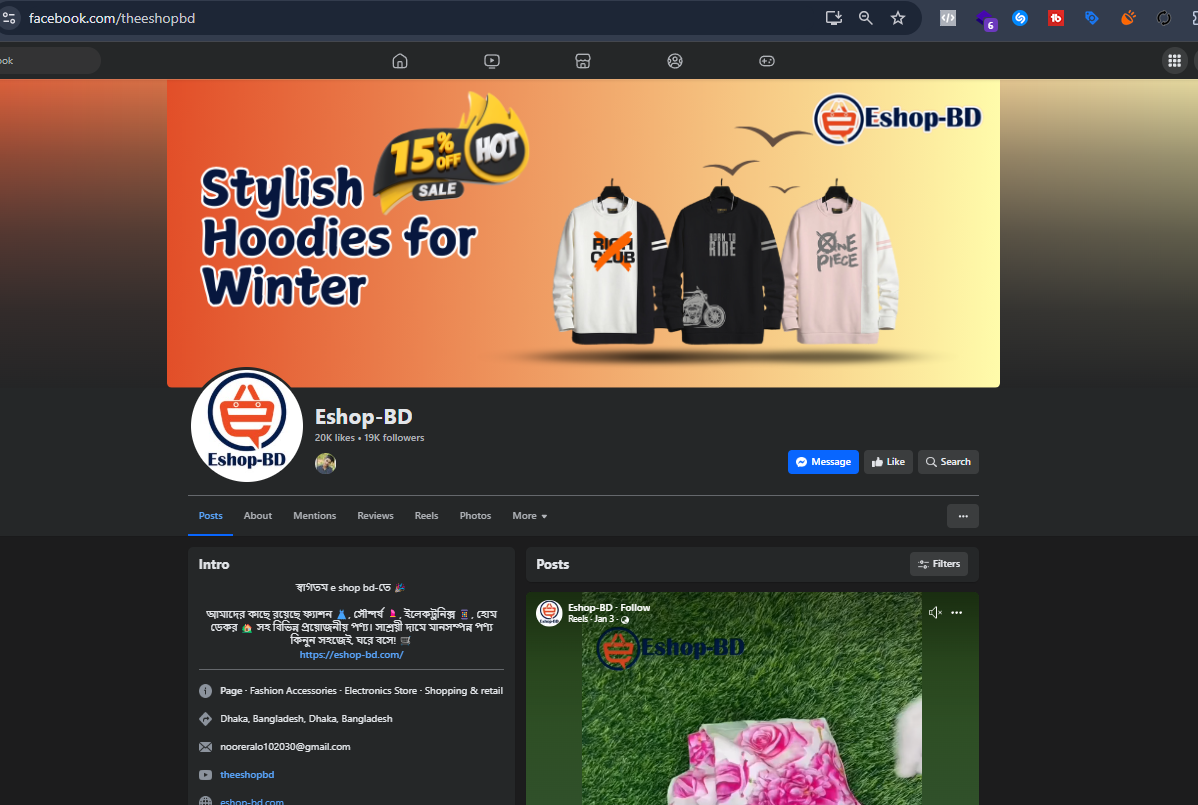 facebook.com/theeshopbd
6
ook
Eshop-BD
15% OFF
HOT
SALE
Stylish
Hoodies for
Winter
RICH
CLUB
BORN TO
RIDE
ONE
PIECE
Eshop-BD
Eshop-BD
20K likes • 19K followers
Message
Like
Search
Posts
About
Mentions
Reviews
Reels
Photos
More
Intro
স্বাগতম e shop bd-তে 🎉
আমাদের কাছে রয়েছে ফ্যাশন 👗, সৌন্দর্য 💄, ইলেকট্রনিক্স 📱, হোম
ডেকর 🏡 সহ বিভিন্ন প্রয়োজনীয় পণ্য। সাশ্রয়ী দামে মানসম্পন্ন পণ্য
কিনুন সহজেই, ঘরে বসে! 🛒
https://eshop-bd.com/
Page · Fashion Accessories · Electronics Store · Shopping & retail
Dhaka, Bangladesh, Dhaka, Bangladesh
nooreralo102030@gmail.com
theeshopbd
eshop-bd.com
Posts
Filters
Eshop-BD · Follow
Reels · Jan 3 ·
Eshop-BD